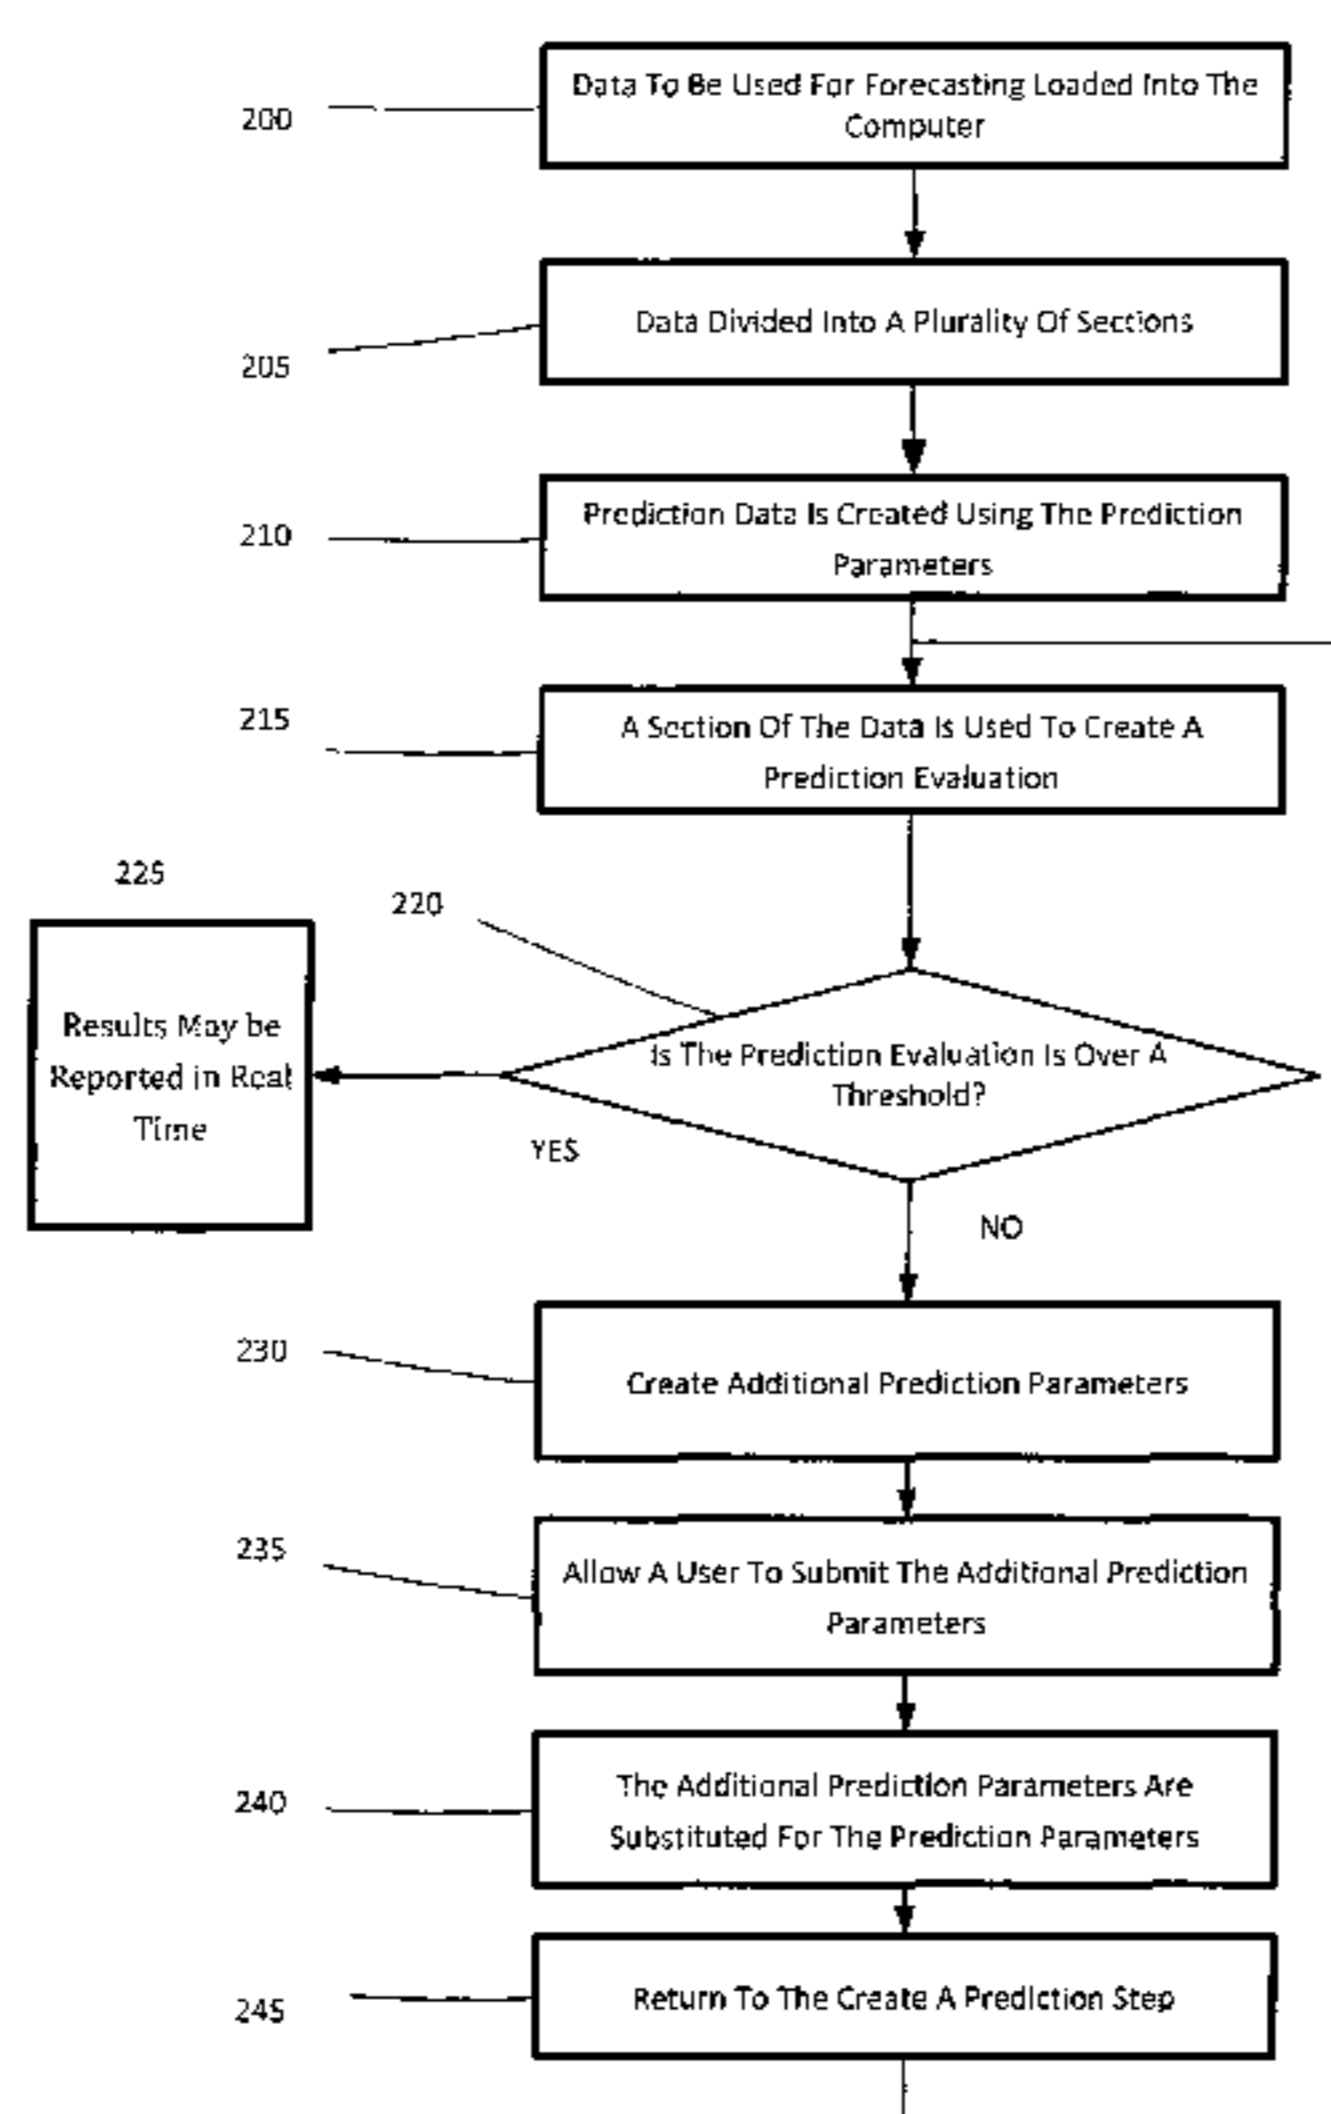 200
Data To Be Used For Forecasting Loaded Into The
Computer
205
Data Divided Into A Plurality Of Sections
210
Prediction Data Is Created Using The Prediction
Parameters
215
A Section Of The Data Is Used To Create A
Prediction Evaluation
225
220
Results May be
Reported in Real
Time
Is The Prediction Evaluation Is Over A
Threshold?
YES
NO
230
Create Additional Prediction Parameters
235
Allow A User To Submit The Additional Prediction
Parameters
240
The Additional Prediction Parameters Are
Substituted For The Prediction Parameters
245
Return To The Create A Prediction Step